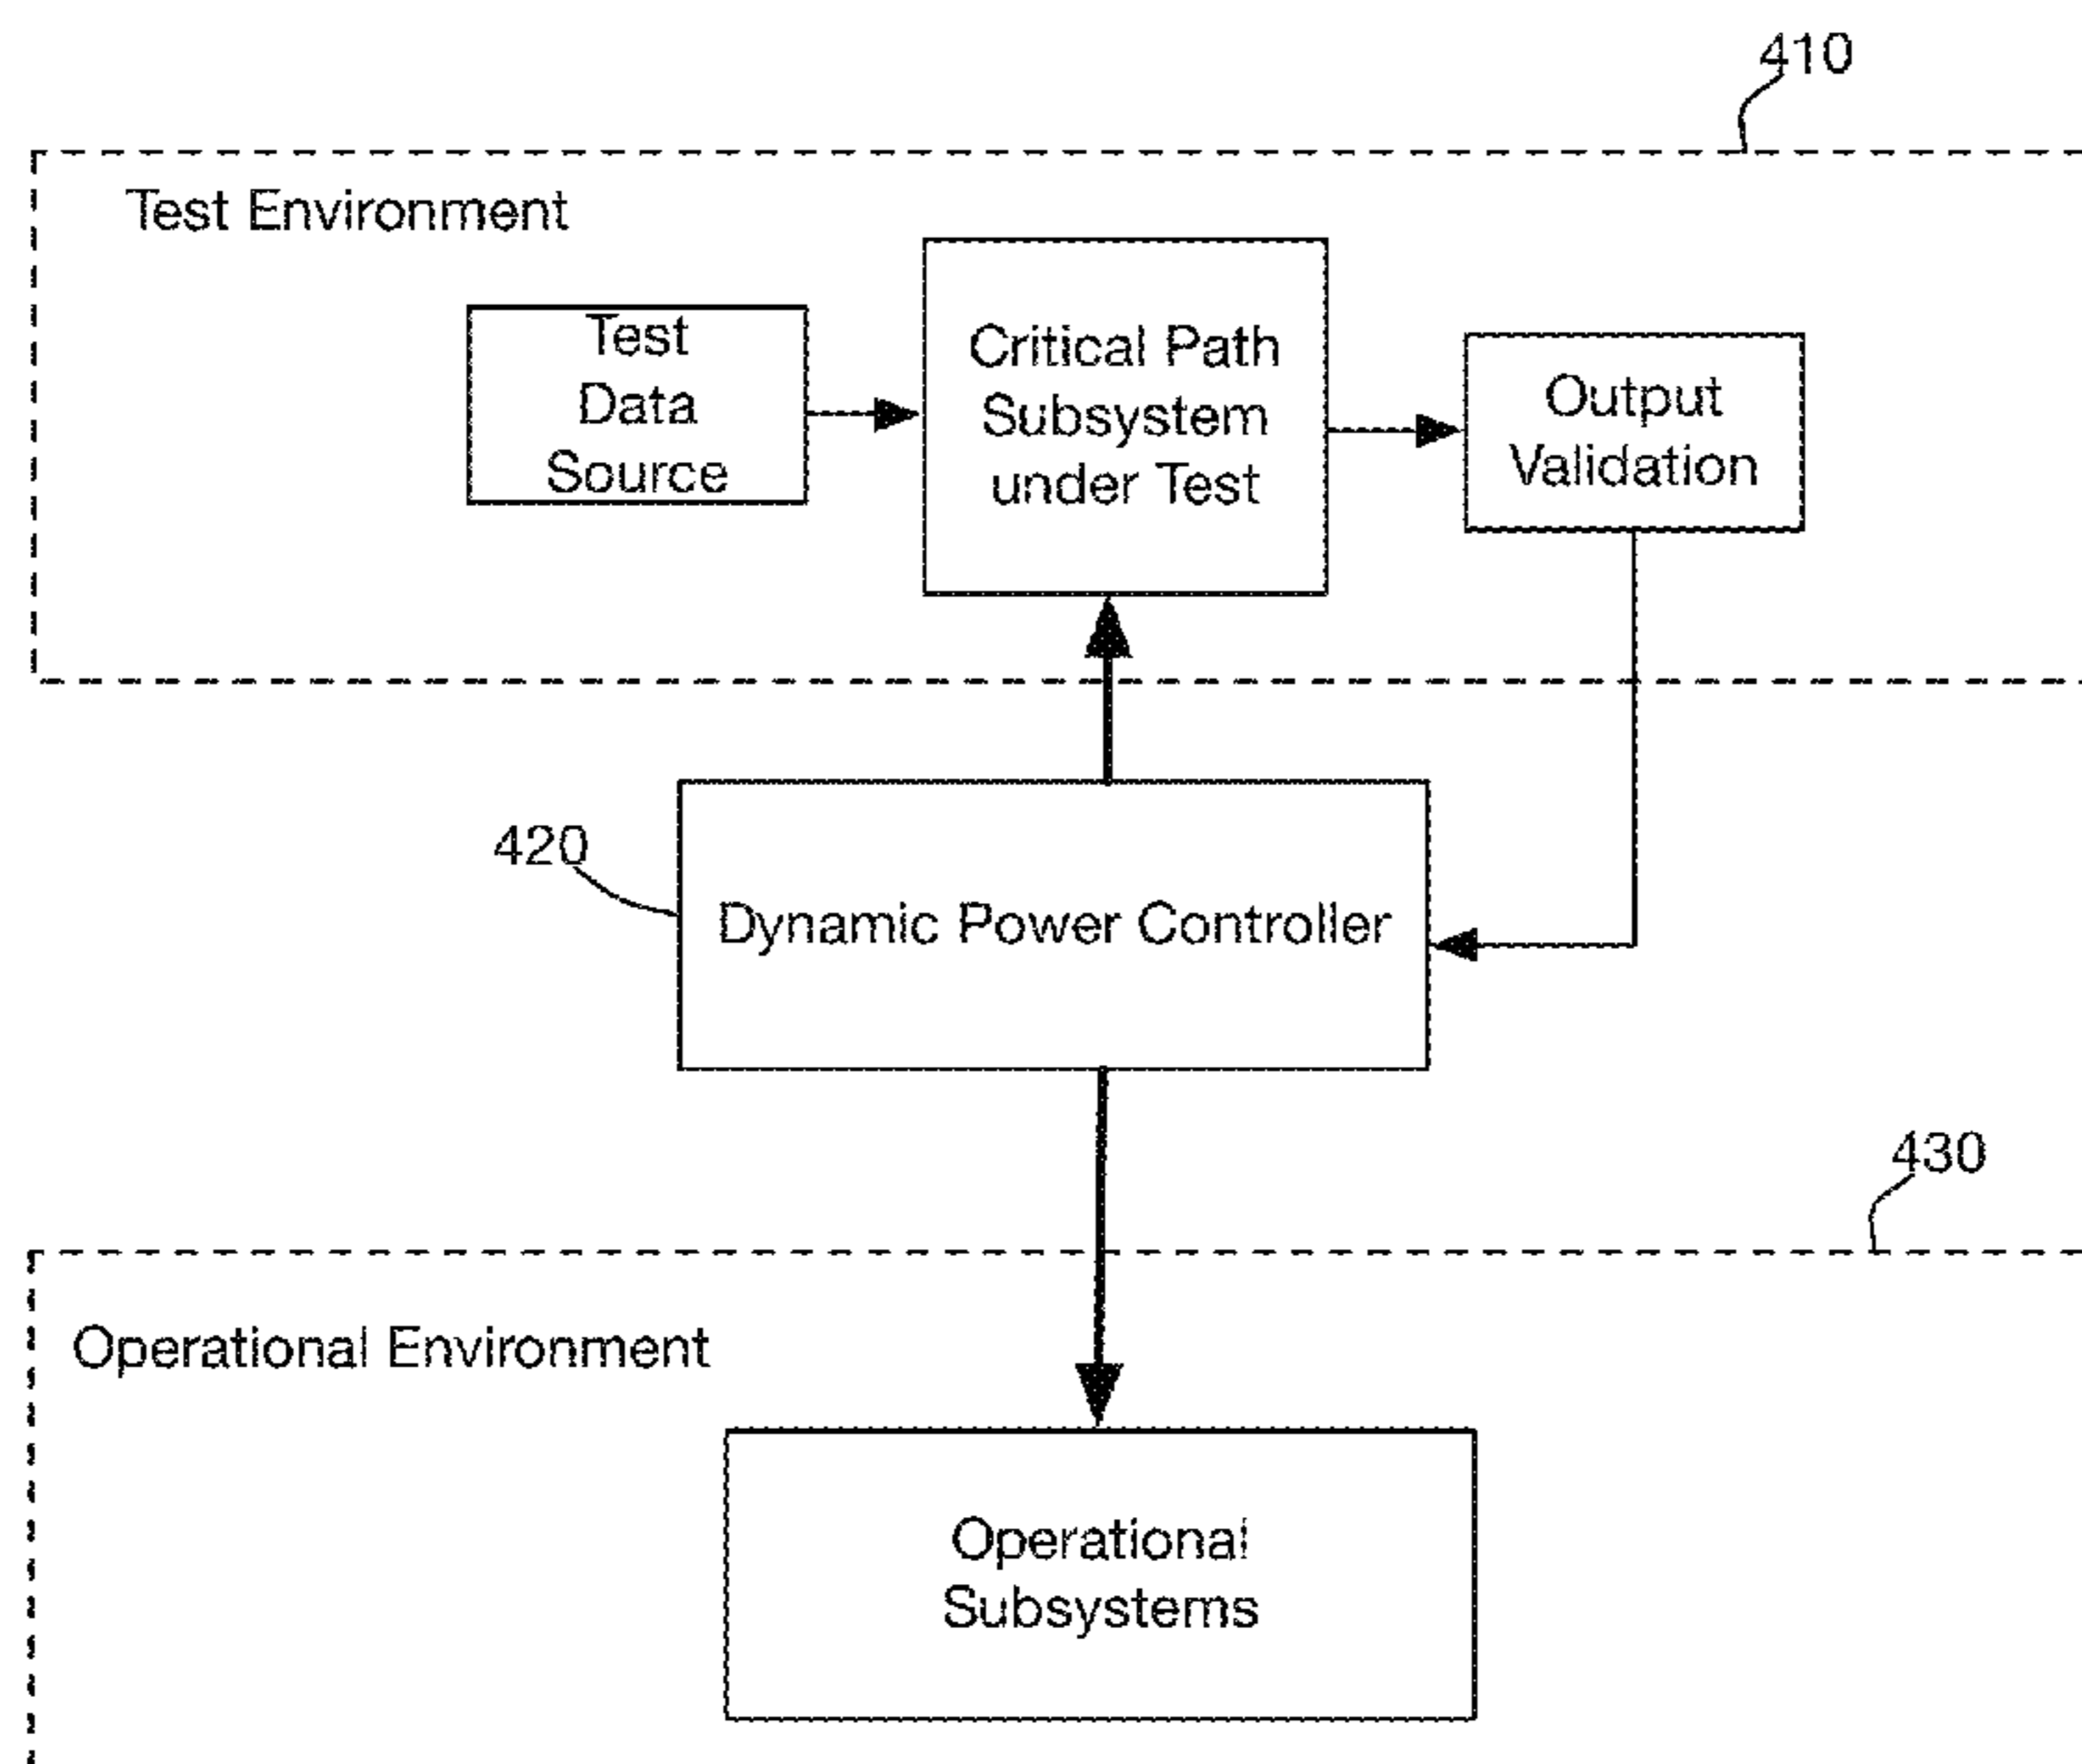 410
Test Environment
Test
Data
Source
Critical Path
Subsystem
under Test
Output
Validation
420
Dynamic Power Controller
430
Operational Environment
Operational
Subsystems